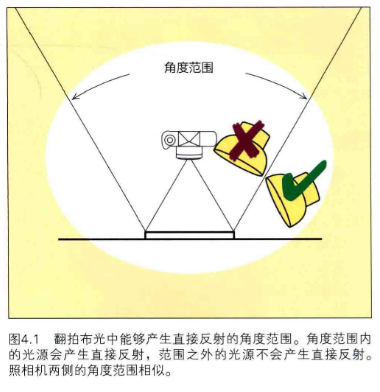 角度范围
图4.1 翻拍布光中能够产生直接反射的角度范围。角度范围内
的光源会产生直接反射，范围之外的光源不会产生直接反射。
照相机两侧的角度范围相似。